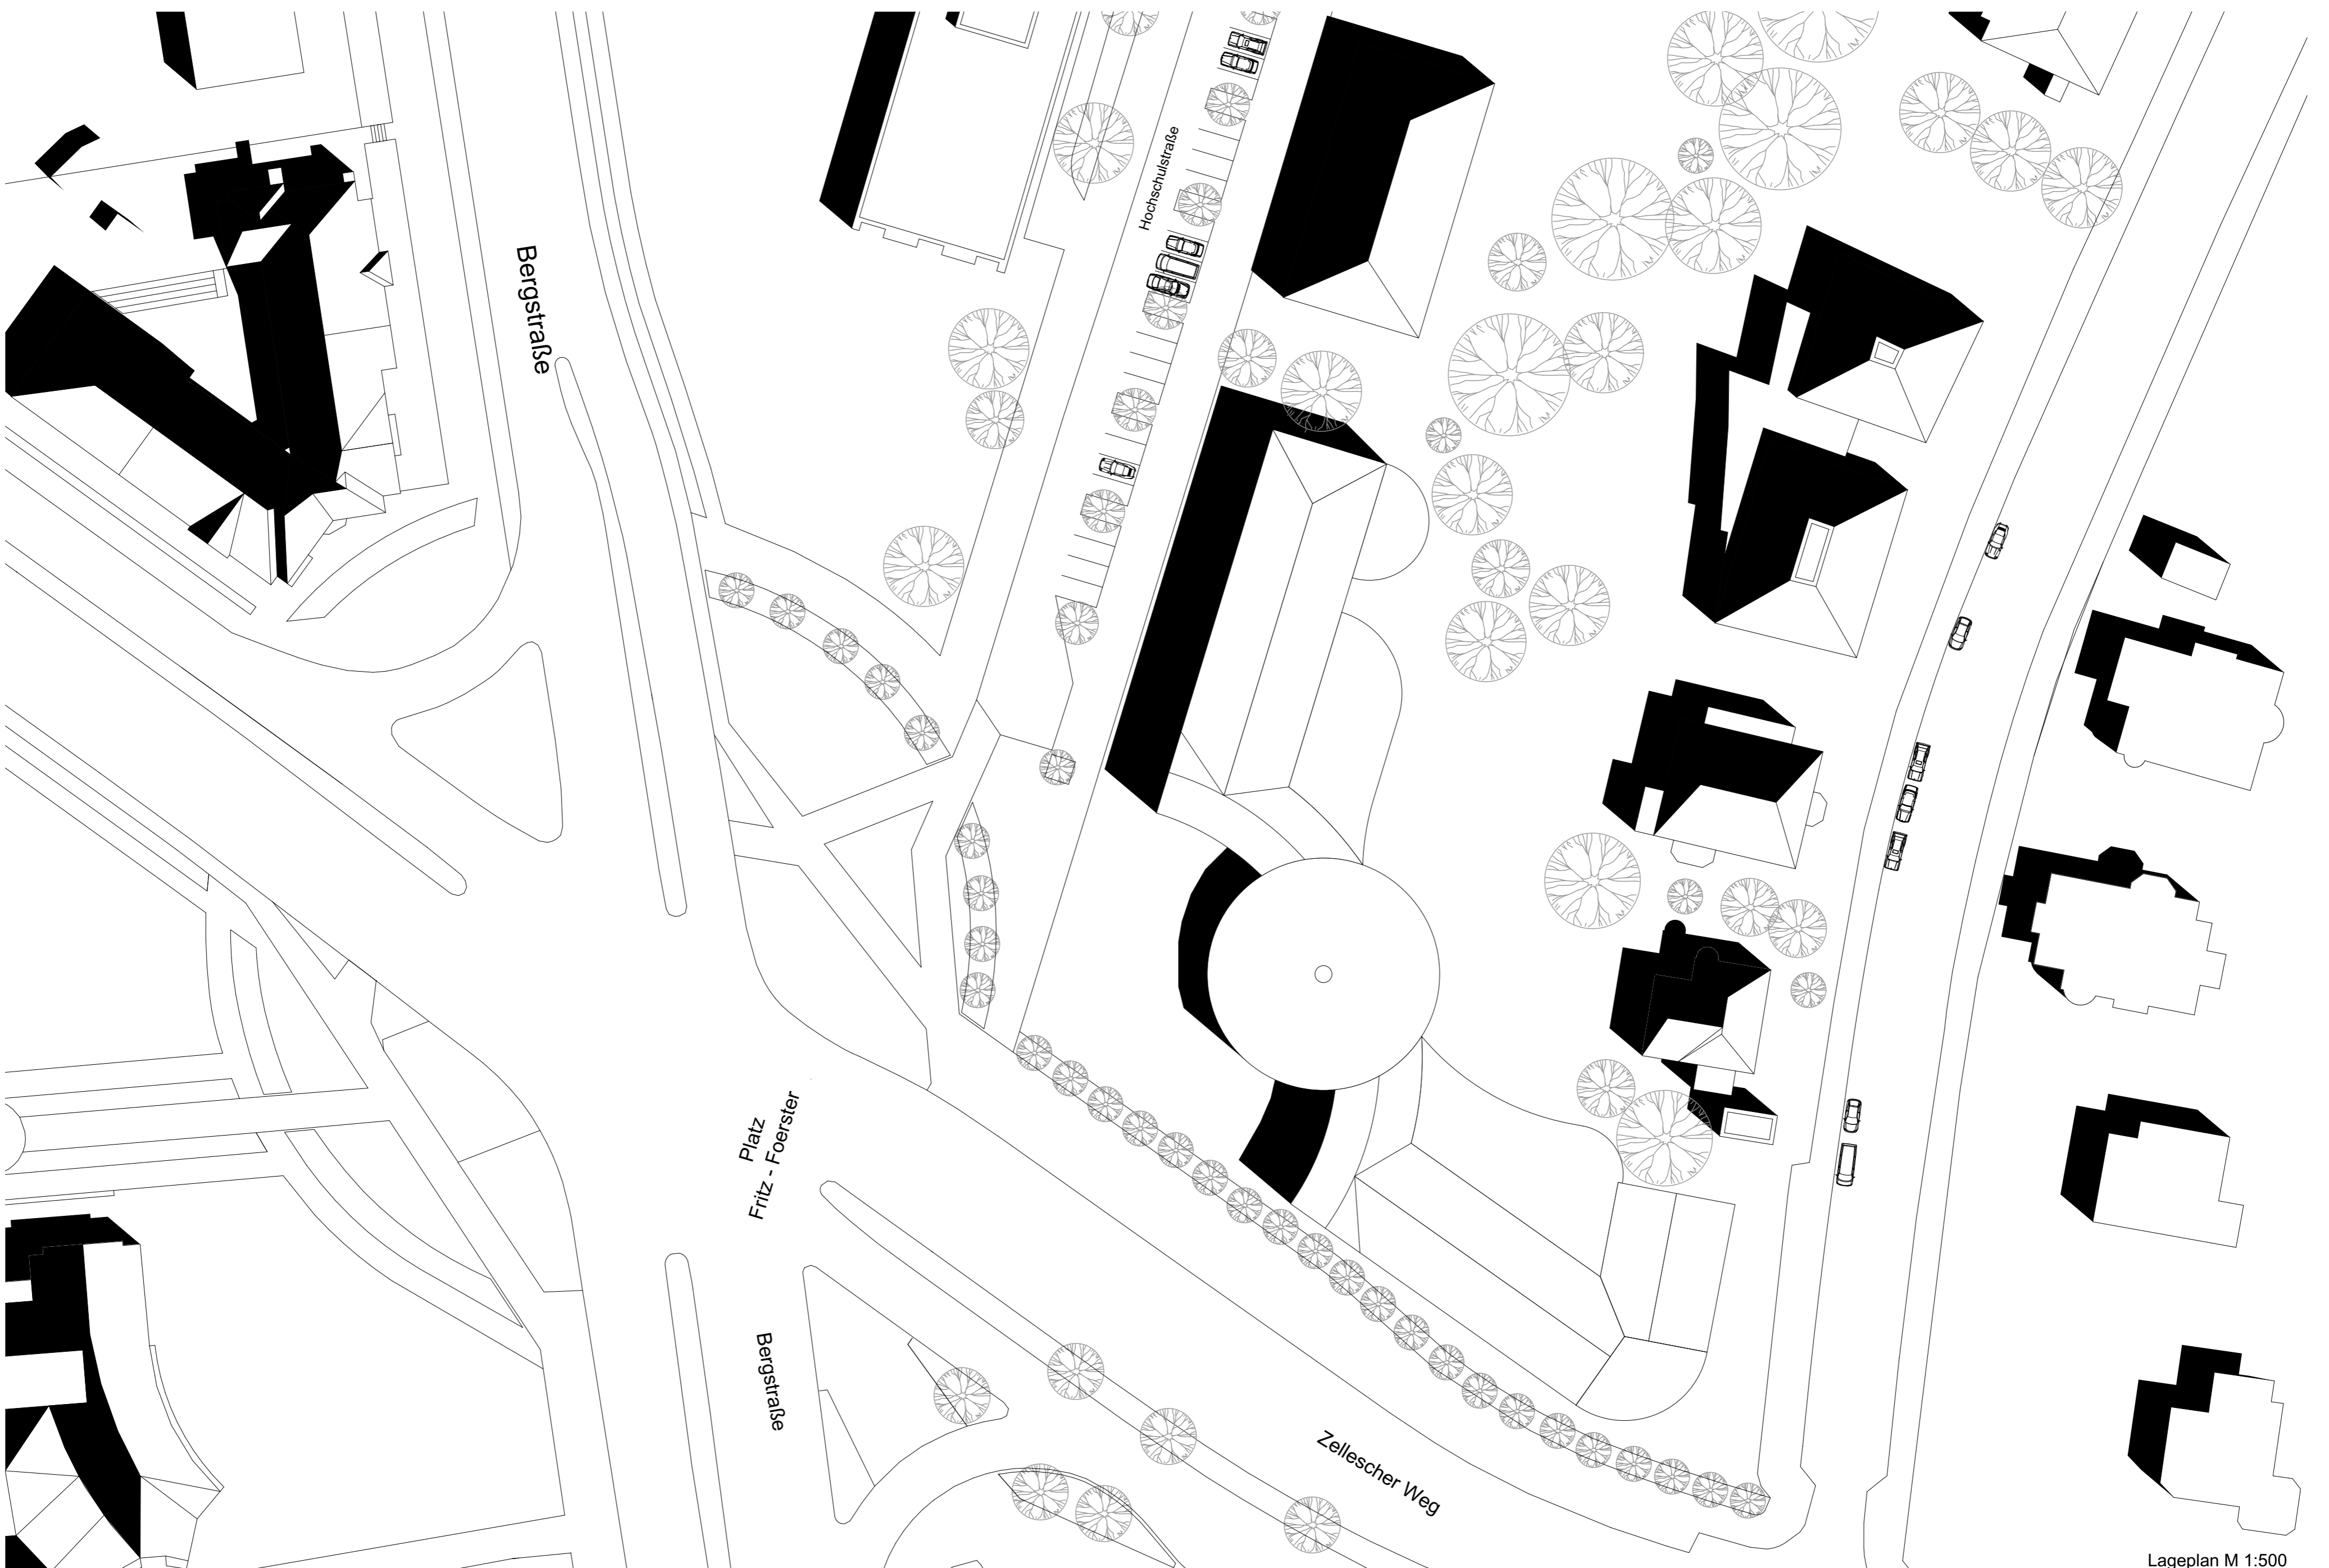 Hochschulstraße
Bergstraße
Platz
Fritz - Foerster
Bergstraße
Zellescher Weg
Lageplan M 1:500